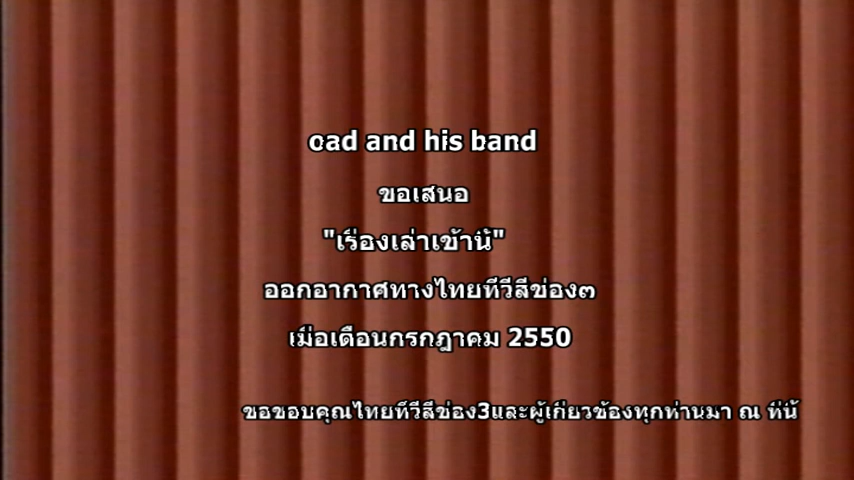 oad and his band
ขอเสนอ
"เรื่องเล่าเช้านี้"
ออกอากาศทางไทยทีวีสีช่อง๓
เมื่อเดือนกรกฎาคม 2550
ขอขอบคุณไทยทีวีสีช่อง3และผู้เกี่ยวข้องทุกท่านมา ณ ที่นี้